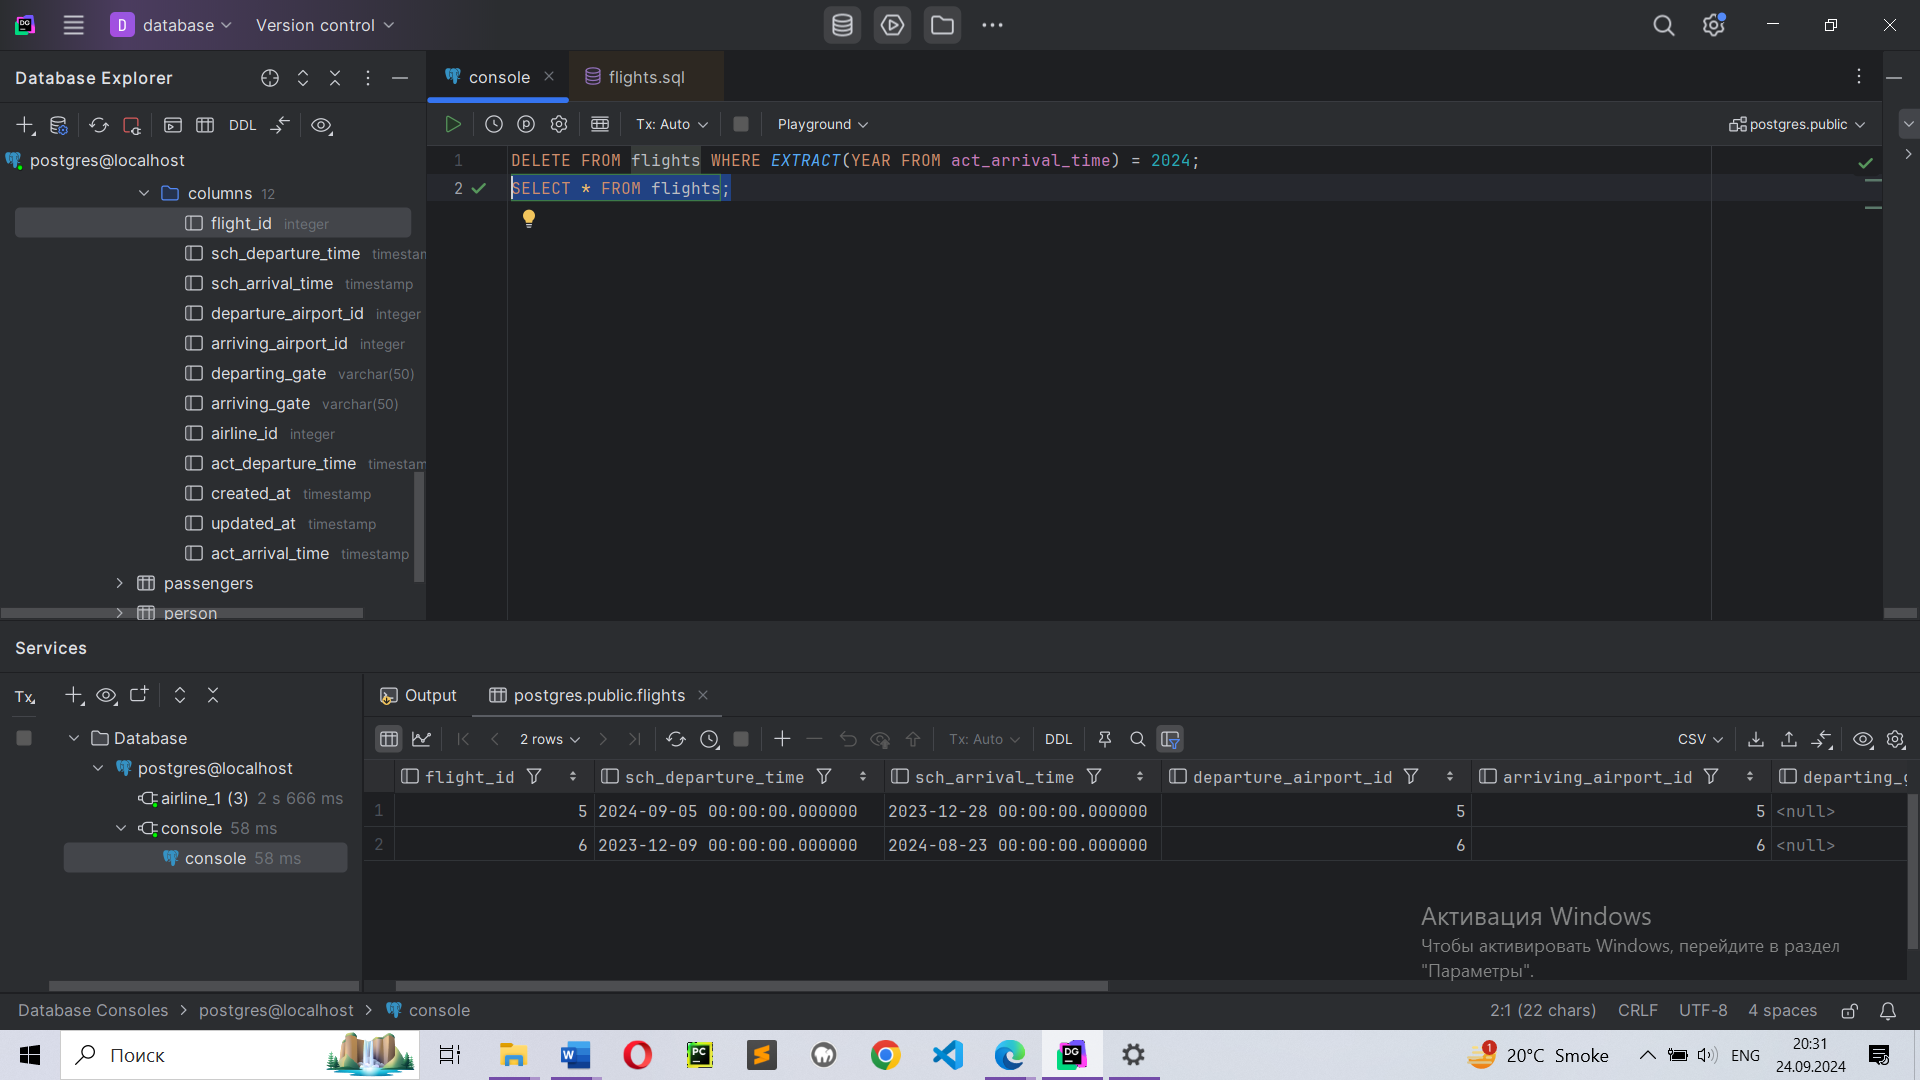 D database Version control
Database Explorer
console
flights.sql
DDL
Tx: Auto
Playground
postgres.public
postgres@localhost
columns 12
flight_id integer
sch_departure_time timestam
sch_arrival_time timestamp
departure_airport_id integer
arriving_airport_id integer
departing_gate varchar(50)
arriving_gate varchar(50)
airline_id integer
act_departure_time timestam
created_at timestamp
updated_at timestamp
act_arrival_time timestamp
passengers
person
1 DELETE FROM flights WHERE EXTRACT(YEAR FROM act_arrival_time) = 2024;
2 SELECT * FROM flights;
Services
Tx
Database
postgres@localhost
airline_1 (3) 2 s 666 ms
console 58 ms
console 58 ms
Output
postgres.public.flights
2 rows
Tx: Auto
DDL
CSV
flight_id sch_departure_time sch_arrival_time departure_airport_id arriving_airport_id departing_g
1 5 2024-09-05 00:00:00.000000 2023-12-28 00:00:00.000000 5 5 <null>
2 6 2023-12-09 00:00:00.000000 2024-08-23 00:00:00.000000 6 6 <null>
Активация Windows
Чтобы активировать Windows, перейдите в раздел
"Параметры".
Database Consoles > postgres@localhost > console
2:1 (22 chars) CRLF UTF-8 4 spaces
Поиск
1
20°C Smoke
ENG
20:31
24.09.2024